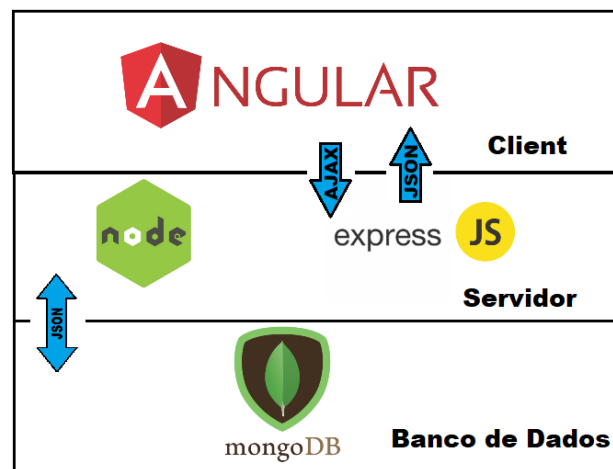 ANGULAR
Client
AJAX
JSON
node
express
JS
Servidor
JSON
mongoDB
Banco de Dados